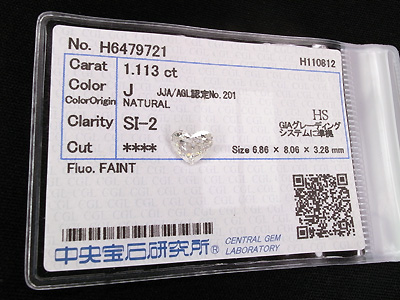 No. H6479721 H110812
Carat 1.113 ct
Color J JJA/AGL認定No.201
ColorOrigin NATURAL
Clarity SI-2 HS
GIAグレーディング
システムに準拠
Cut **** Size 6.86 × 8.06 × 3.28 mm
Fluo. FAINT
中央宝石研究所® CENTRAL GEM
LABORATORY